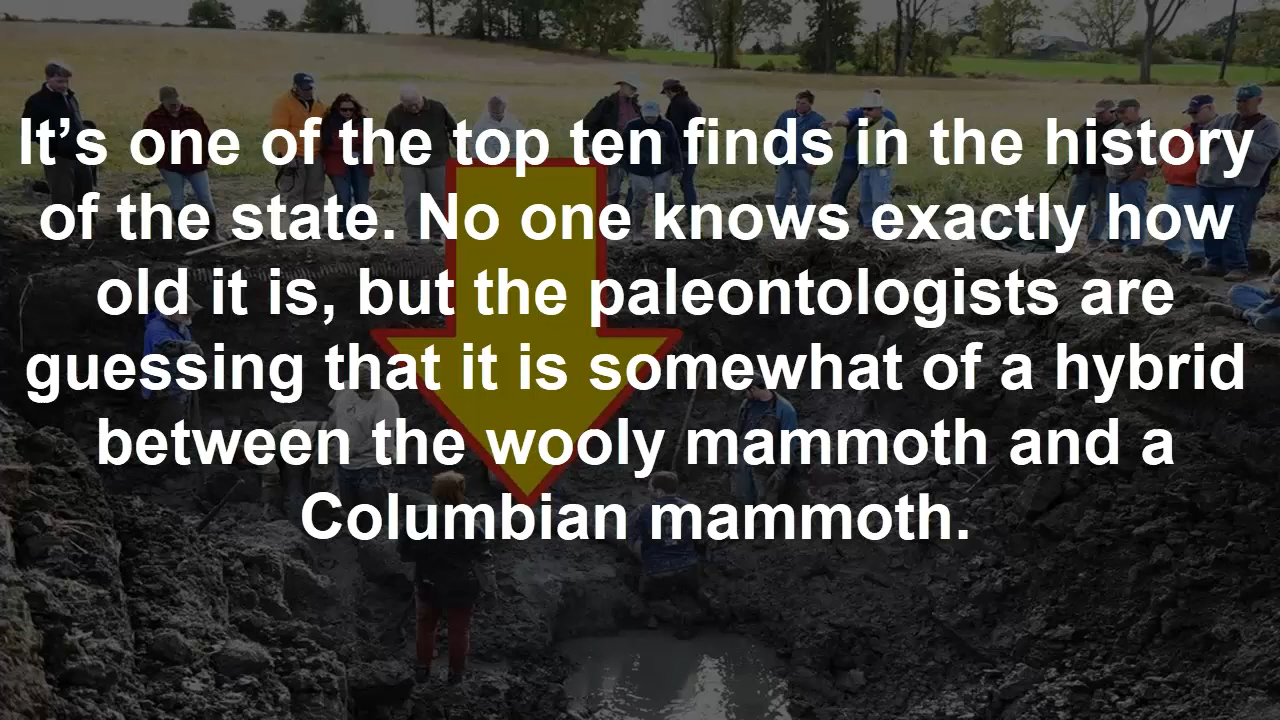 It’s one of the top ten finds in the history
of the state. No one knows exactly how
old it is, but the paleontologists are
guessing that it is somewhat of a hybrid
between the wooly mammoth and a
Columbian mammoth.